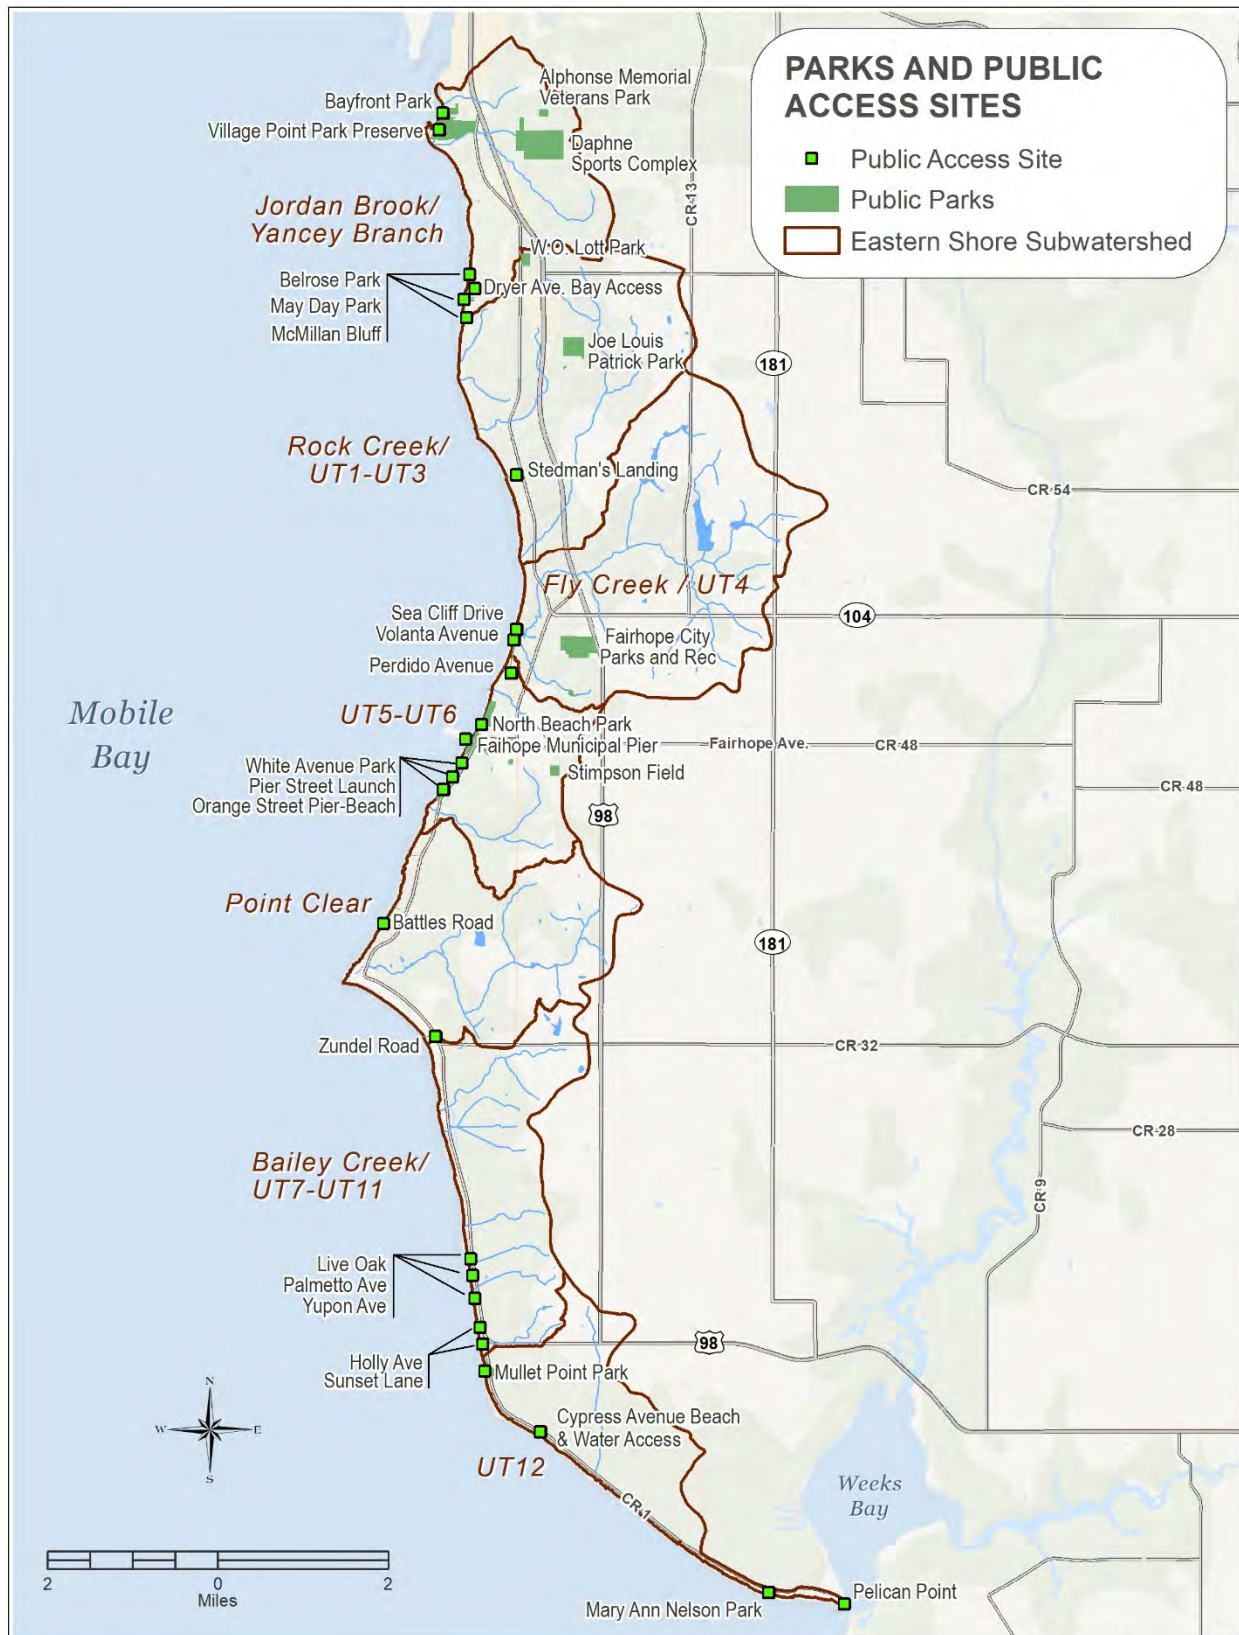 PARKS AND PUBLIC
ACCESS SITES
Public Access Site
Public Parks
Eastern Shore Subwatershed
Alphonse Memorial
Veterans Park
Bayfront Park
Village Point Park Preserve
Daphne
Sports Complex
CR-13
Jordan Brook/
Yancey Branch
W.O. Lott Park
Belrose Park
May Day Park
McMillan Bluff
Dryer Ave. Bay Access
Joe Louis
Patrick Park
181
Rock Creek/
UT1-UT3
Stedman's Landing
CR 54
Fly Creek / UT4
Sea Cliff Drive
Volanta Avenue
Perdido Avenue
104
Fairhope City
Parks and Rec
Mobile
Bay
UT5-UT6
North Beach Park
Faihope Municipal Pier
Fairhope Ave.
CR 48
White Avenue Park
Pier Street Launch
Orange Street Pier-Beach
Stimpson Field
CR 48
98
Point Clear
Battles Road
181
Zundel Road
CR 32
CR 28
Bailey Creek/
UT7-UT11
CR 9
Live Oak
Palmetto Ave
Yupon Ave
Holly Ave
Sunset Lane
98
Mullet Point Park
Cypress Avenue Beach
& Water Access
N
W
E
S
UT12
CR 1
Weeks
Bay
2
0
2
Miles
Mary Ann Nelson Park
Pelican Point